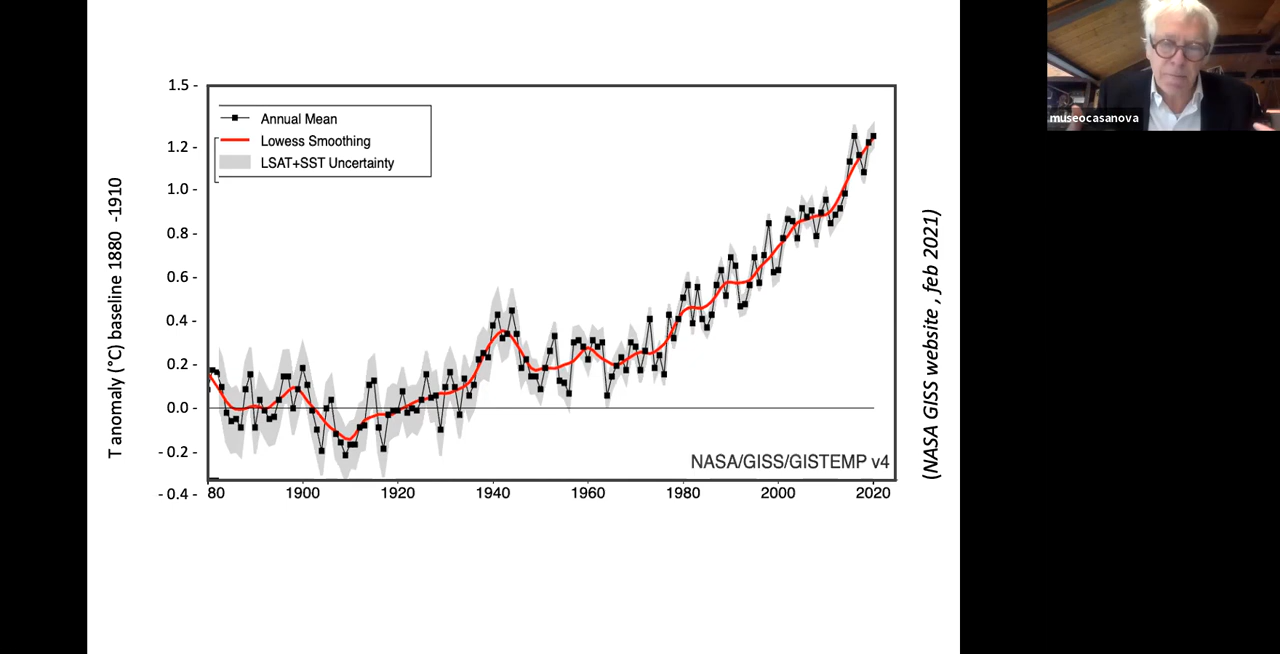 1.5 -
1.2 -
1.0 -
0.8 -
0.6 -
0.4 -
0.2 -
0.0 -
- 0.2 -
- 0.4 -
T anomaly (°C) baseline 1880 -1910
Annual Mean
Lowess Smoothing
LSAT+SST Uncertainty
NASA/GISS/GISTEMP v4
80 1900 1920 1940 1960 1980 2000 2020
(NASA GISS website , feb 2021)
museocasanova